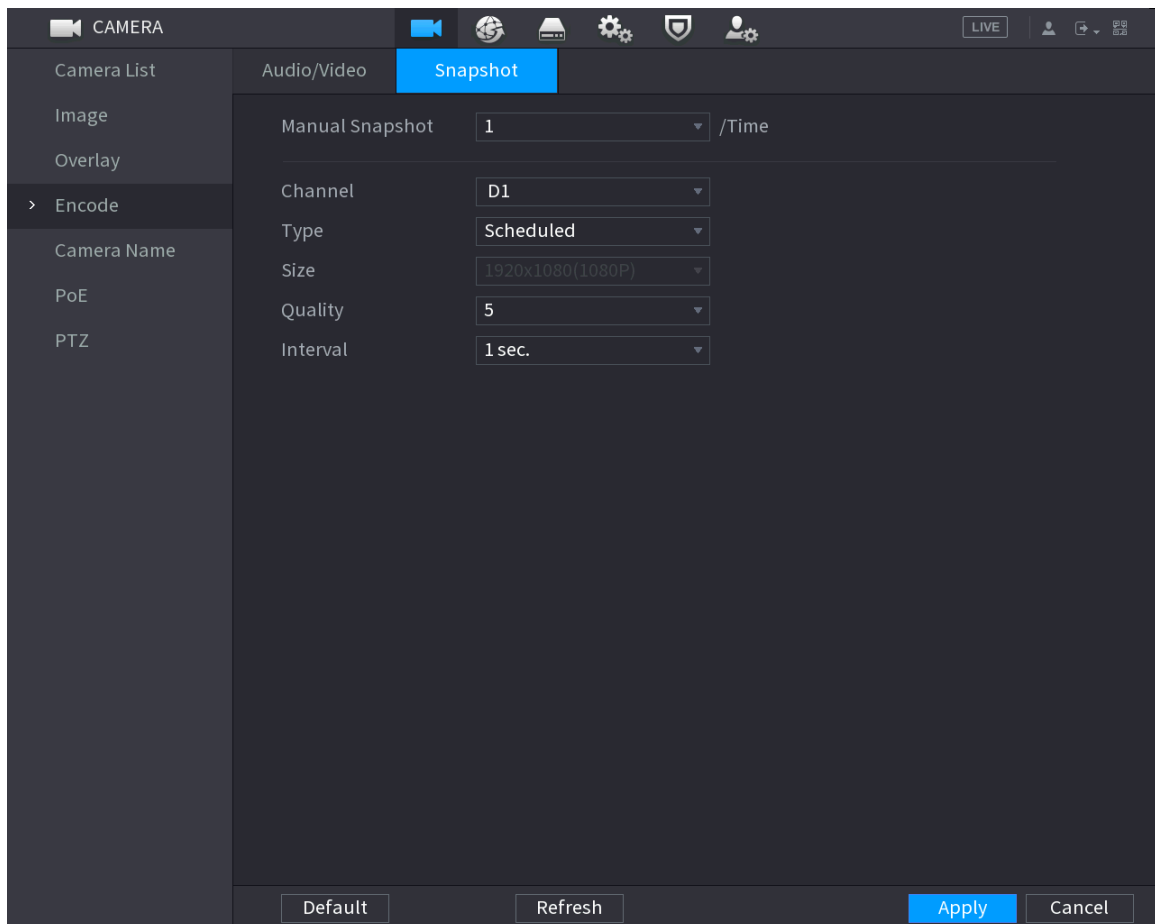 CAMERA
LIVE
Camera List
Image
Overlay
> Encode
Camera Name
PoE
PTZ
Audio/Video
Snapshot
Manual Snapshot 1 /Time
Channel D1
Type Scheduled
Size 1920x1080(1080P)
Quality 5
Interval 1 sec.
Default Refresh Apply Cancel